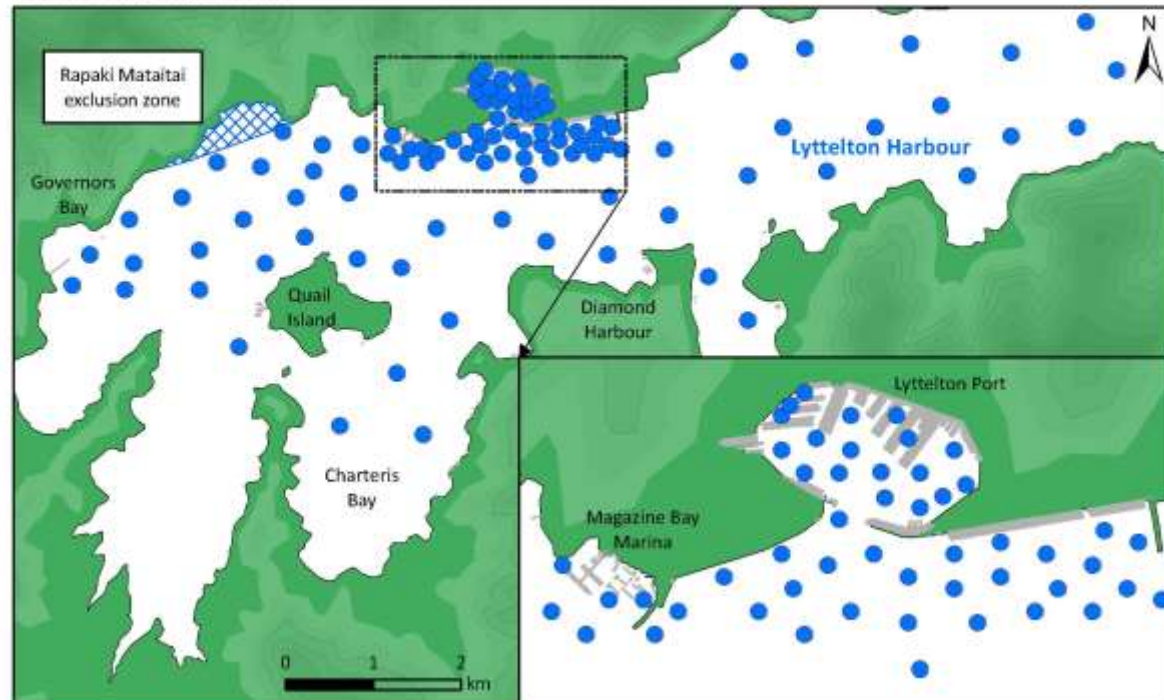 N
Rapaki Mataitai
exclusion zone
Lyttelton Harbour
Governors
Bay
Quail
Island
Diamond
Harbour
Lyttelton Port
Charteris
Bay
Magazine Bay
Marina
0 1 2
km